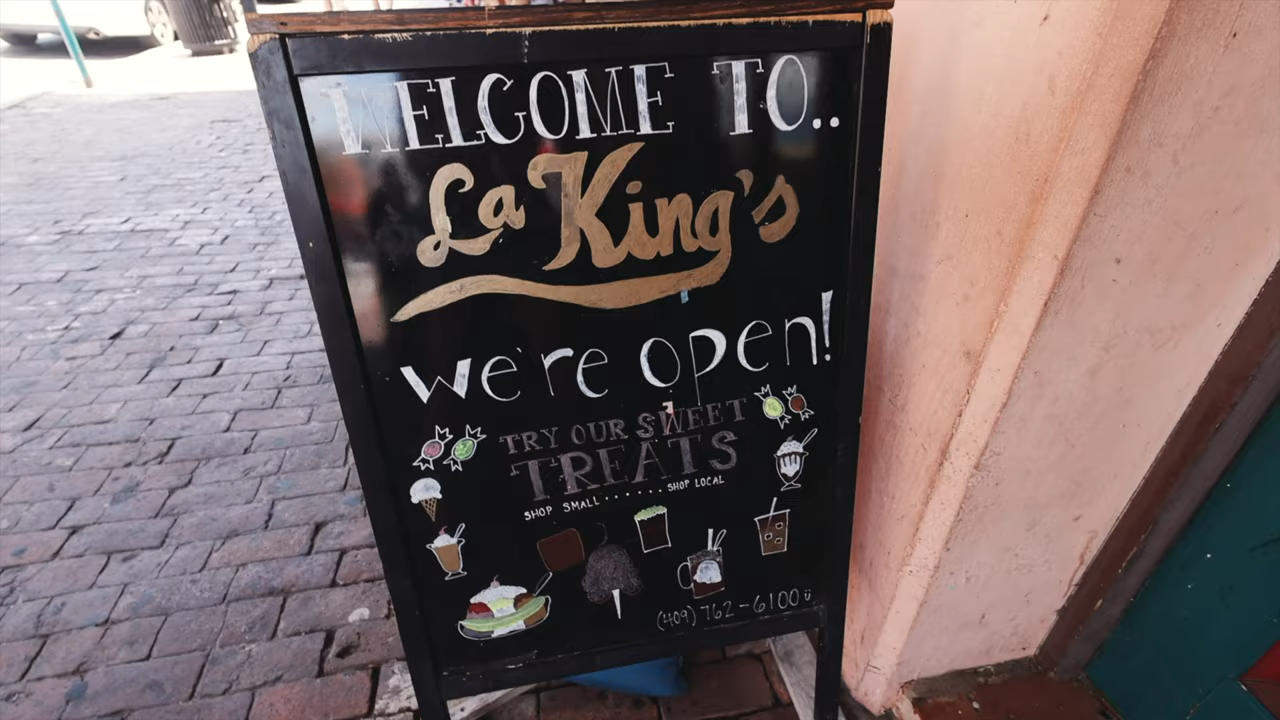 WELCOME TO..
La King's
we're open!
TRY OUR SWEET
TREATS
SHOP SMALL......SHOP LOCAL
(409) 762-6100 ü